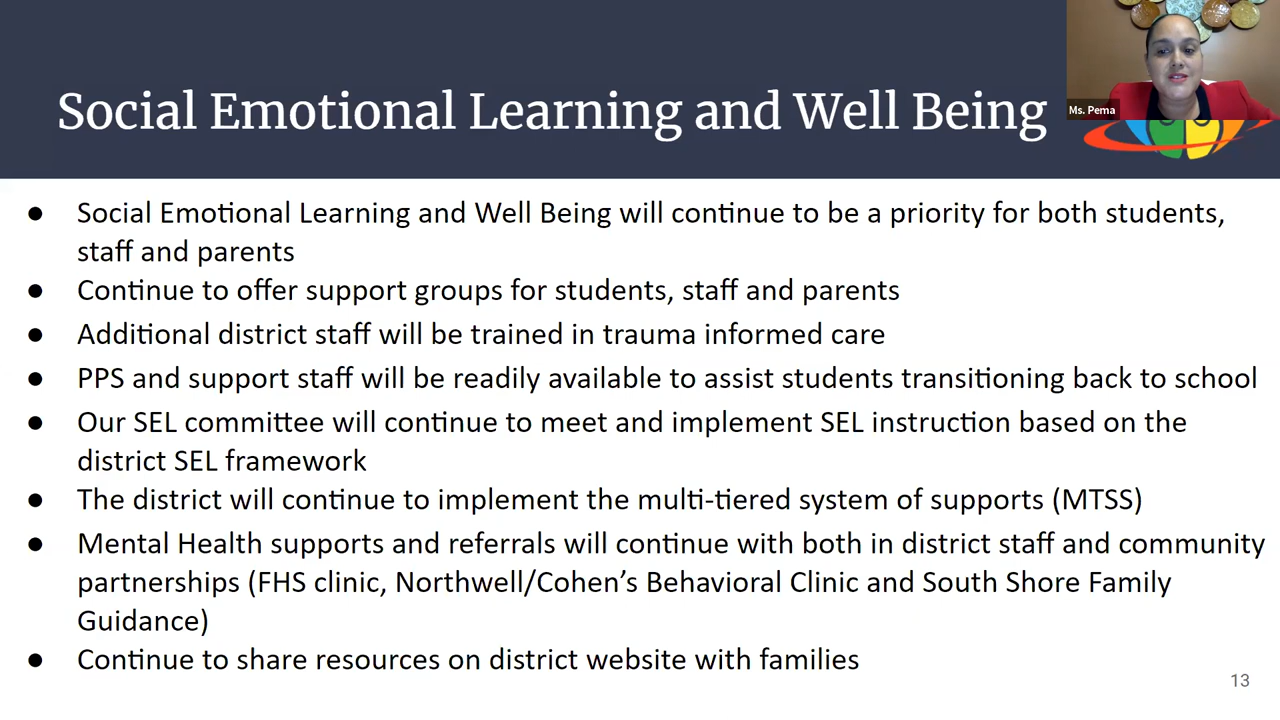 Social Emotional Learning and Well Being
Ms. Pema
● Social Emotional Learning and Well Being will continue to be a priority for both students,
staff and parents
● Continue to offer support groups for students, staff and parents
● Additional district staff will be trained in trauma informed care
● PPS and support staff will be readily available to assist students transitioning back to school
● Our SEL committee will continue to meet and implement SEL instruction based on the
district SEL framework
● The district will continue to implement the multi-tiered system of supports (MTSS)
● Mental Health supports and referrals will continue with both in district staff and community
partnerships (FHS clinic, Northwell/Cohen’s Behavioral Clinic and South Shore Family
Guidance)
● Continue to share resources on district website with families
13